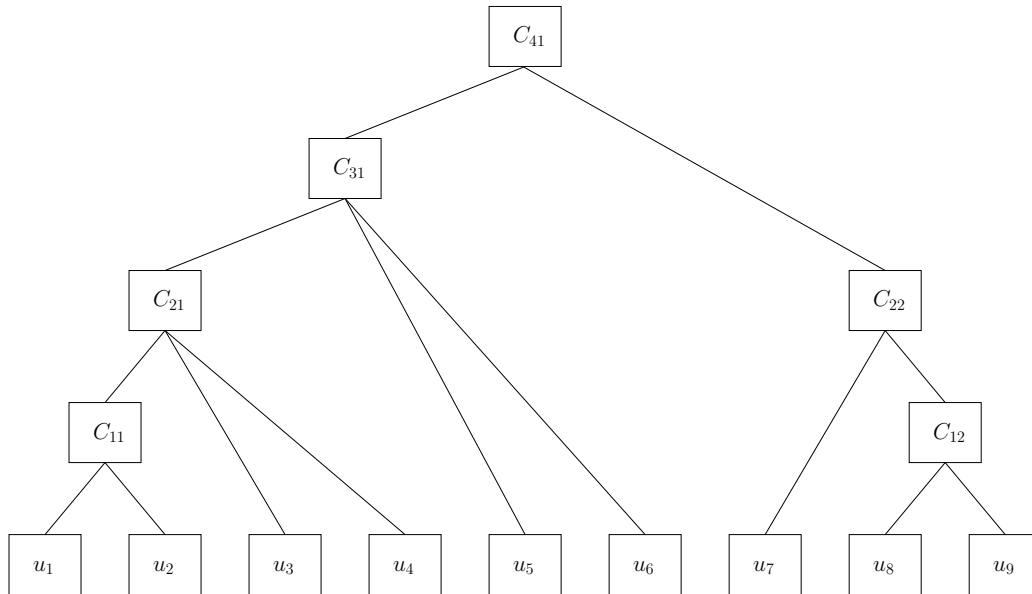 C₄₁
C₃₁
C₂₁ C₂₂
C₁₁ C₁₂
u₁ u₂ u₃ u₄ u₅ u₆ u₇ u₈ u₉